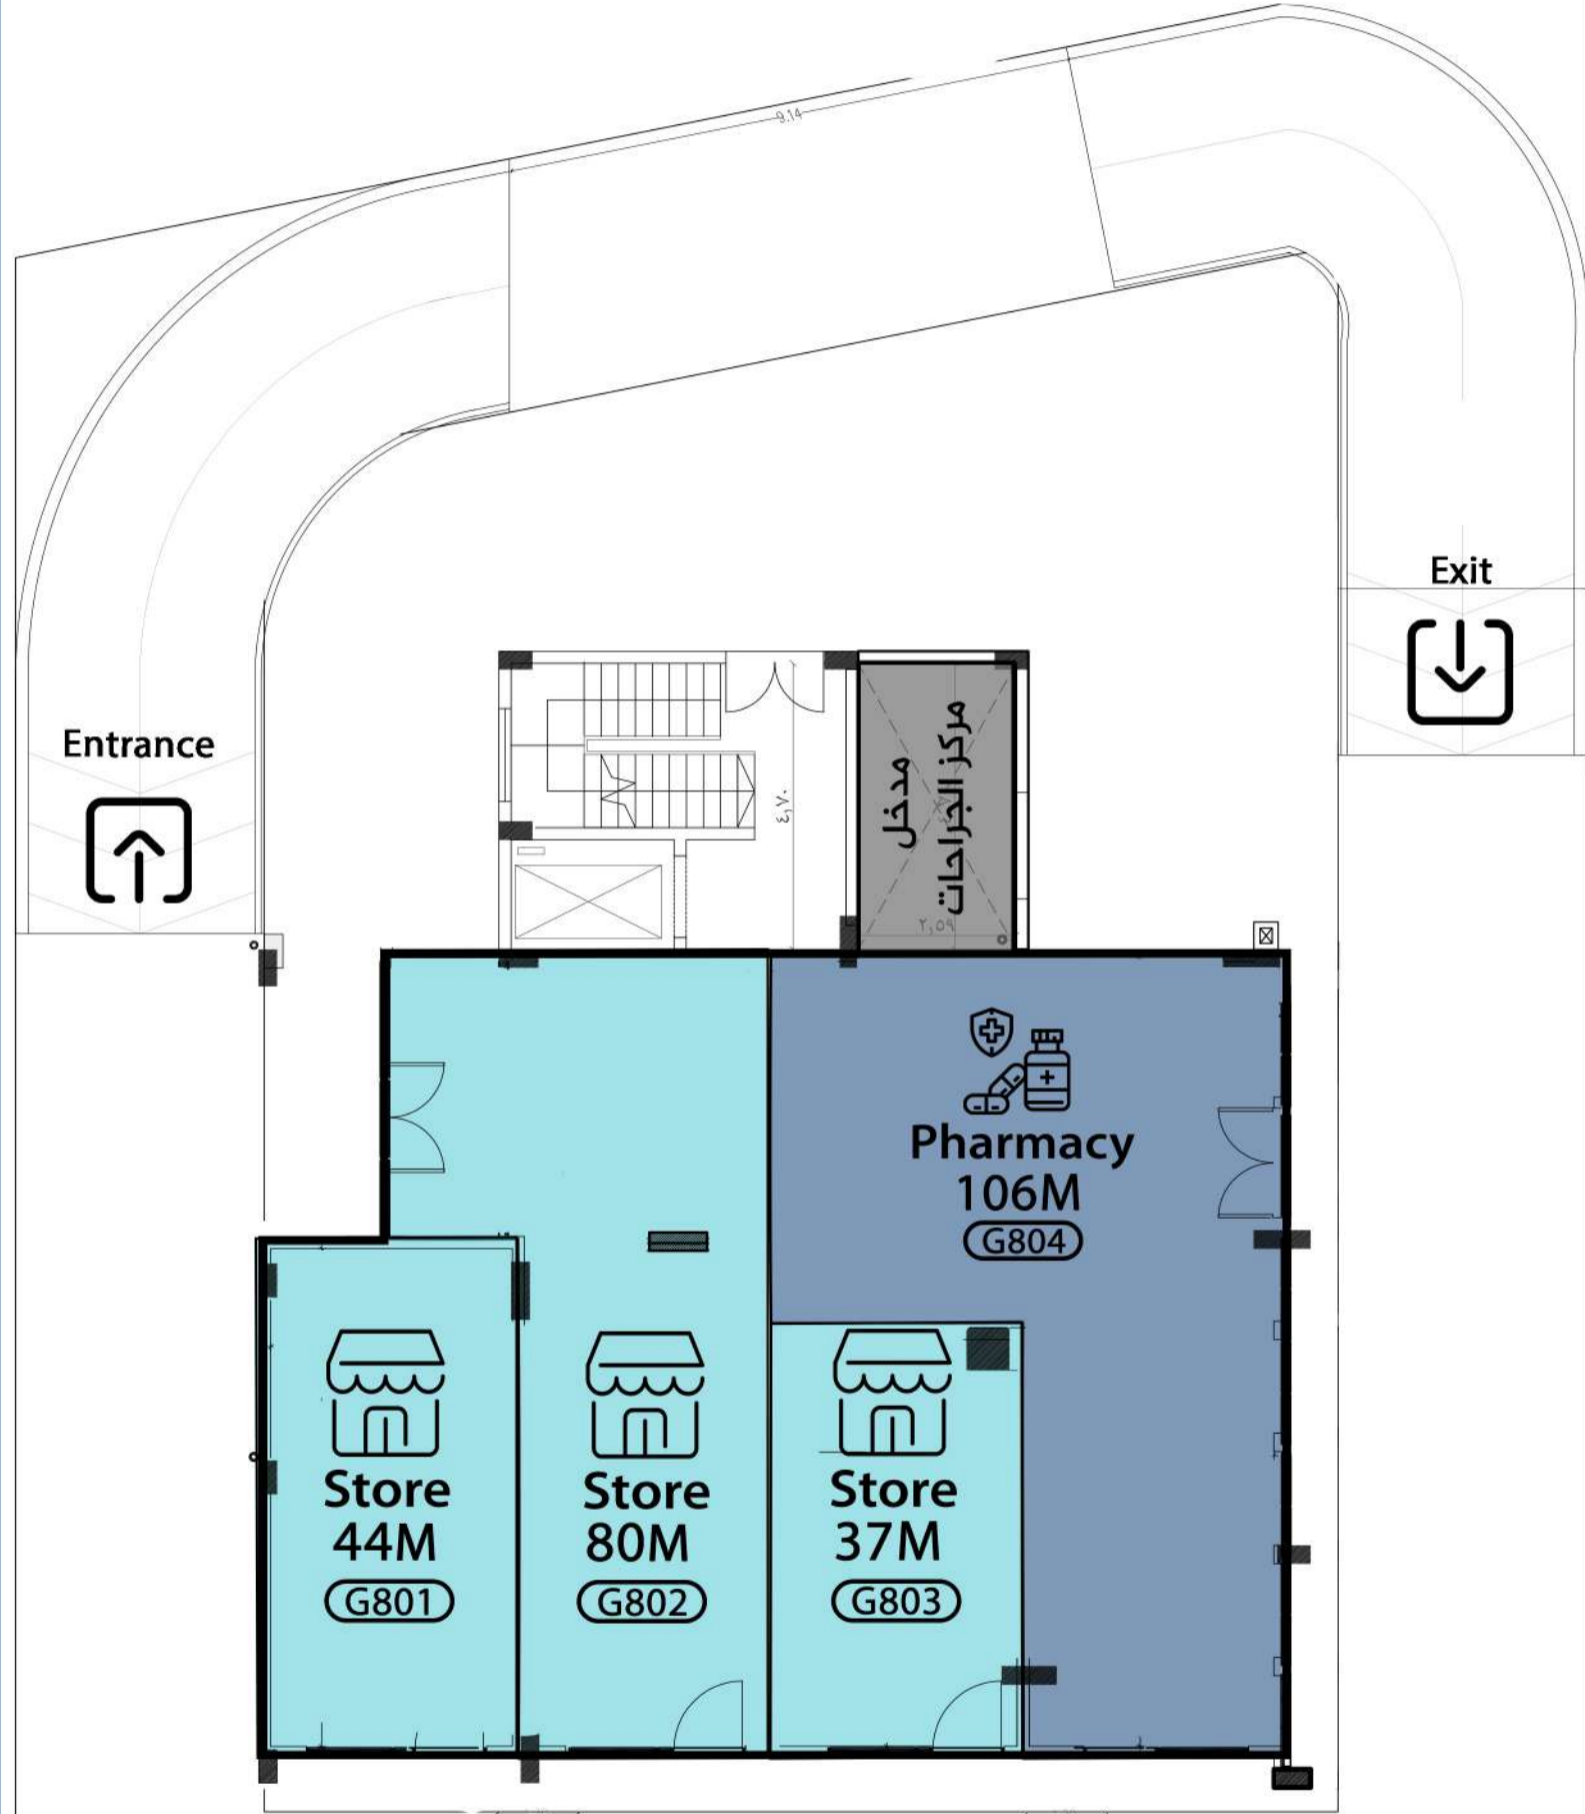 9.14
Exit
Entrance
مدخل
مركز الجراحات
٤,٠٨
٢,٥٩
Pharmacy
106M
G804
Store
44M
G801
Store
80M
G802
Store
37M
G803